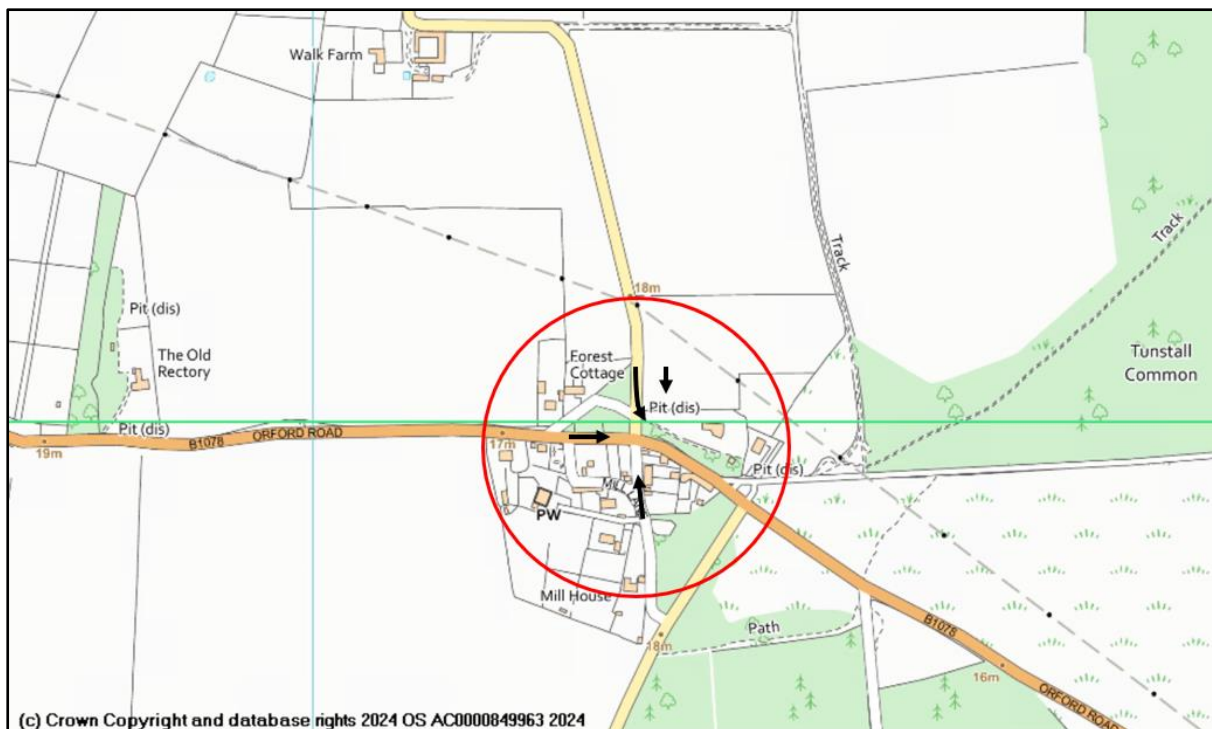 Walk Farm
Track
Track
18m
Pit (dis)
The Old
Rectory
Forest
Cottage
Tunstall
Common
Pit (dis)
Pit (dis)
19m
B1078
ORFORD ROAD
17m
Pit (dis)
PW
Mill House
Path
18m
B1078
16m
ORFORD ROAD
(c) Crown Copyright and database rights 2024 OS AC0000849963 2024